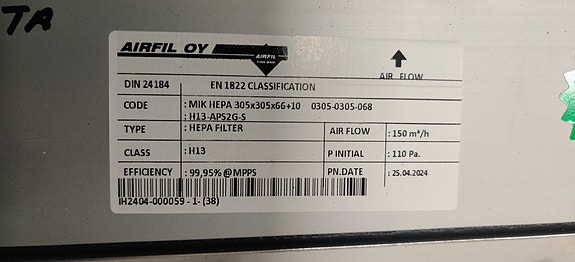 TA
AIRFIL OY
AIRFIL
FINLAND
AIR FLOW
DIN 24184 EN 1822 CLASSIFICATION
CODE : MIK HEPA 305x305x66+10 0305-0305-068
: H13-APS2G-S
TYPE : HEPA FILTER AIR FLOW : 150 m³/h
CLASS : H13 P INITIAL : 110 Pa.
EFFICIENCY : 99,95% @MPPS PN.DATE : 25.04.2024
IH2404-000059 - 1- (38)